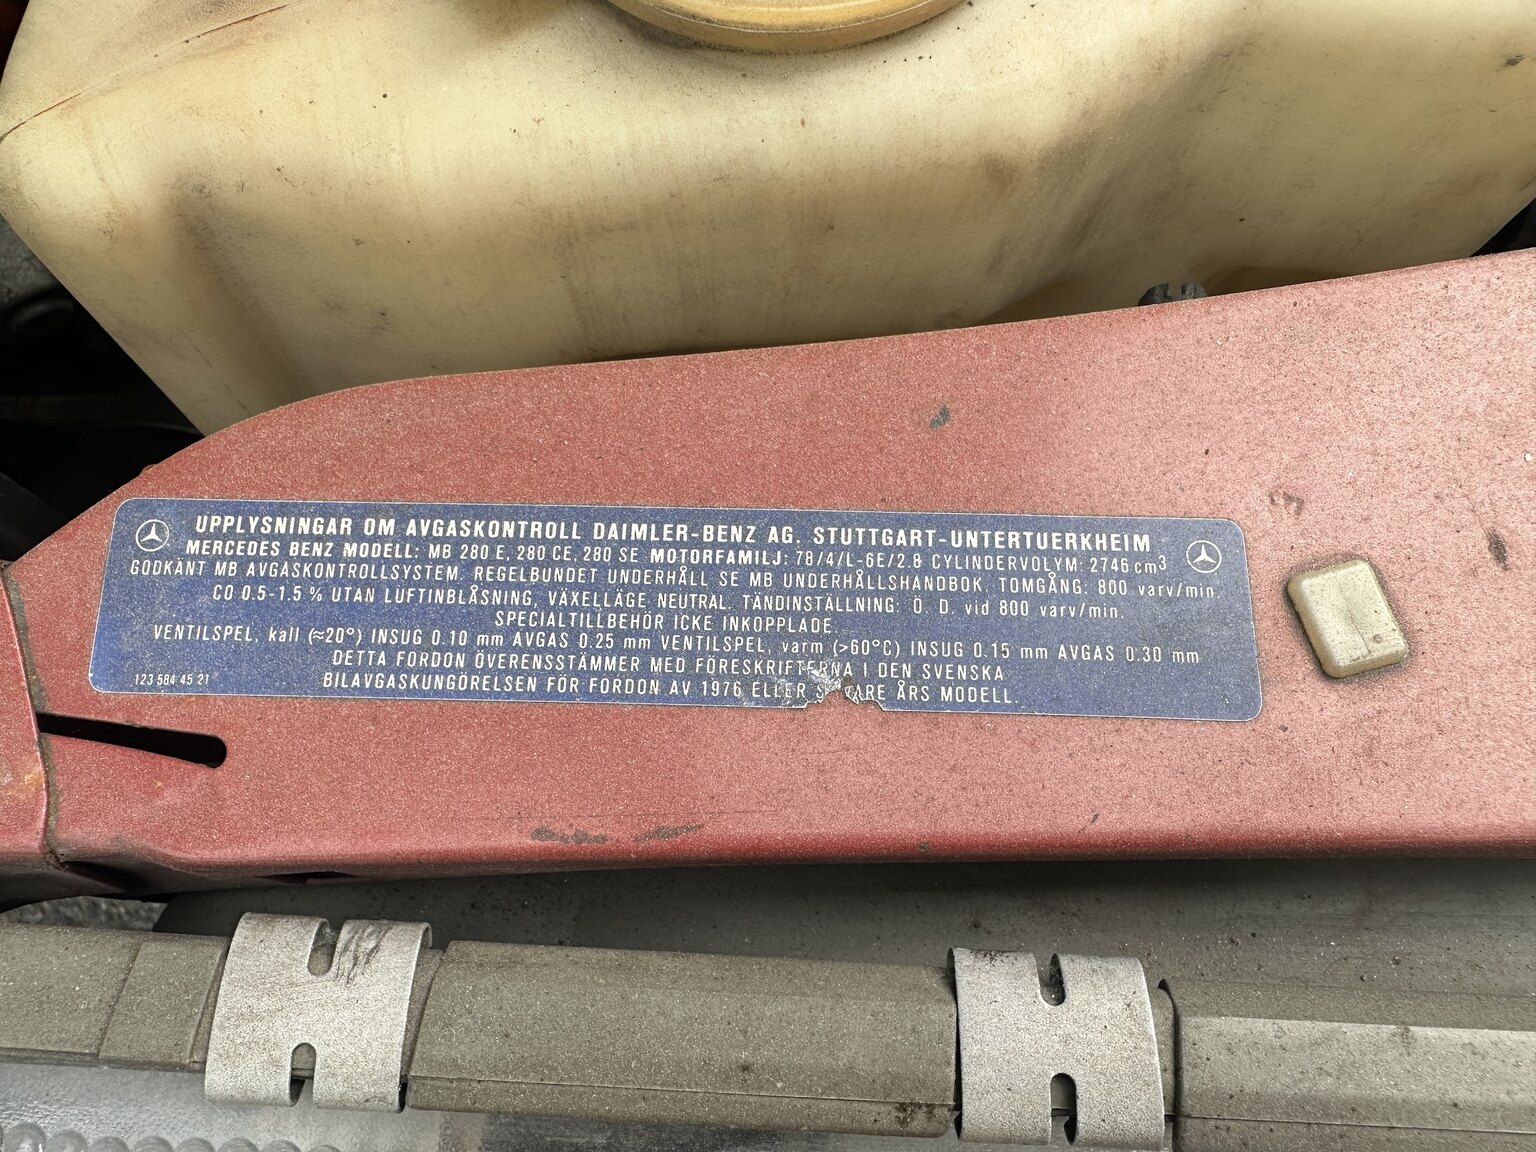 UPPLYSNINGAR OM AVGASKONTROLL DAIMLER-BENZ AG. STUTTGART-UNTERTUERKHEIM
MERCEDES BENZ MODELL: MB 280 E, 280 CE, 280 SE MOTORFAMILJ: 78/4/L-6E/2.8 CYLINDERVOLYM: 2746 cm³
GODKÄNT MB AVGASKONTROLLSYSTEM. REGELBUNDET UNDERHÅLL SE MB UNDERHÅLLSHANDBOK. TOMGÅNG: 800 varv/min.
CO 0.5-1.5 % UTAN LUFTINBLÅSNING, VÄXELLÄGE NEUTRAL. TÄNDINSTÄLLNING: Ö. D. vid 800 varv/min.
SPECIALTILLBEHÖR ICKE INKOPPLADE.
VENTILSPEL, kall (≈20°) INSUG 0.10 mm AVGAS 0.25 mm VENTILSPEL, varm (>60°C) INSUG 0.15 mm AVGAS 0.30 mm
DETTA FORDON ÖVERENSSTÄMMER MED FÖRESKRIFTERNA I DEN SVENSKA
BILAVGASKUNGÖRELSEN FÖR FORDON AV 1976 ELLER ÅRS MODELL.
123 584 45 21